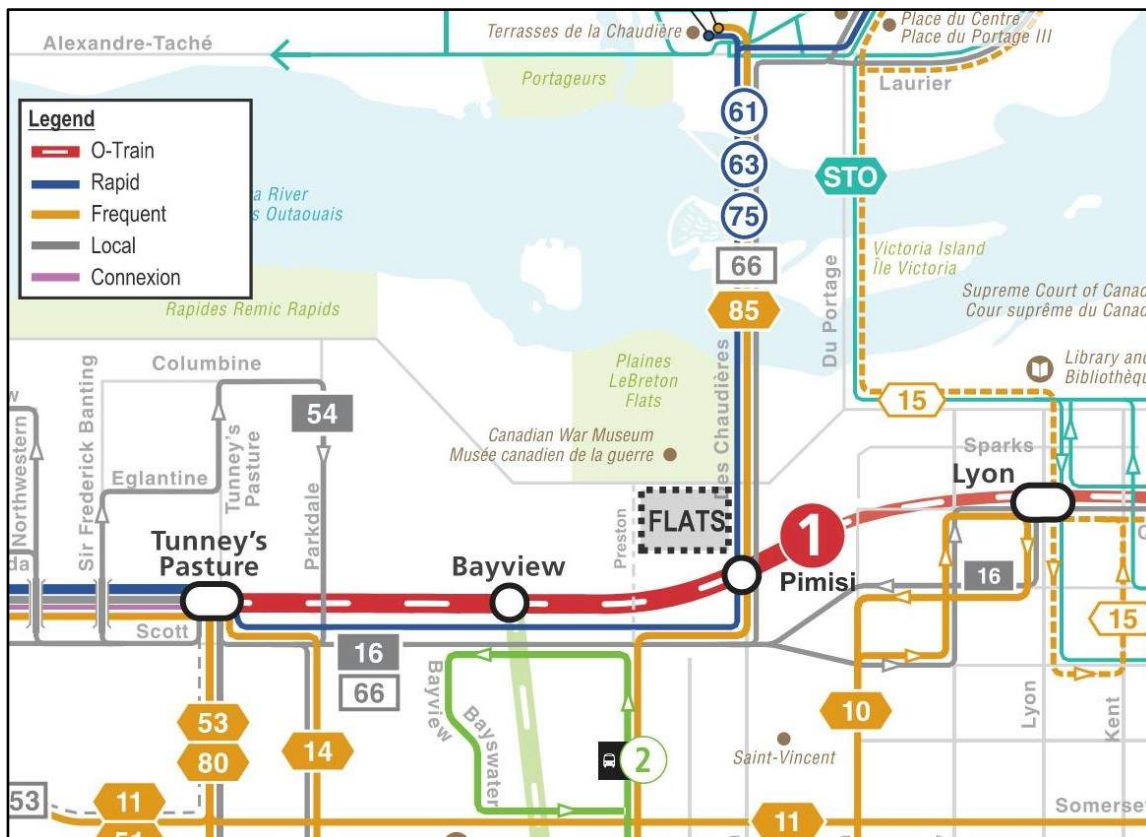 Alexandre-Taché
Terrasses de la Chaudière
Place du Centre
Place du Portage III
Portageurs
Laurier
Legend
O-Train
Rapid
Frequent
Local
Connexion
River
Outaouais
Rapides Remic Rapids
61
63
75
66
85
STO
Du Portage
Victoria Island
Île Victoria
Supreme Court of Canad
Cour suprême du Canad
Library and
Bibliothèqu
15
Columbine
54
Sir Frederick Banting
Northwestern
Eglantine
Tunney's
Pasture
Parkdale
Plaines
LeBreton
Flats
Canadian War Museum
Musée canadien de la guerre
Des Chaudières
Sparks
Lyon
FLATS
Preston
1
Pimisi
Tunney's
Pasture
Bayview
16
15
Scott
16
66
Bayview
Bayswater
2
53
80
14
10
Saint-Vincent
Lyon
Kent
53
11
51
11
Somerset